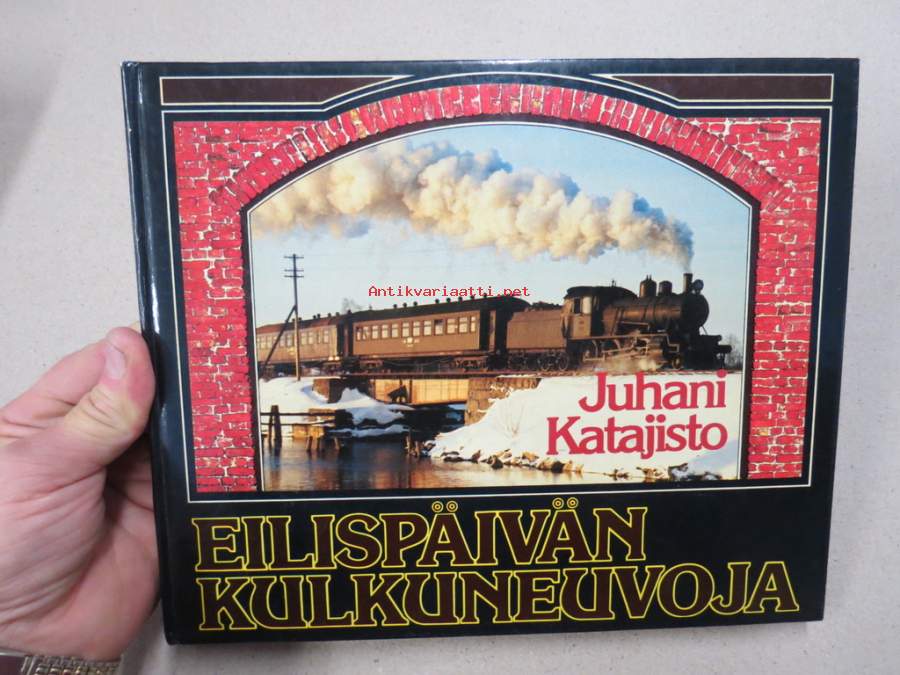 Antikvariaatti.net
Juhani
Katajisto
EILISPÄIVÄN
KULKUNEUVOJA